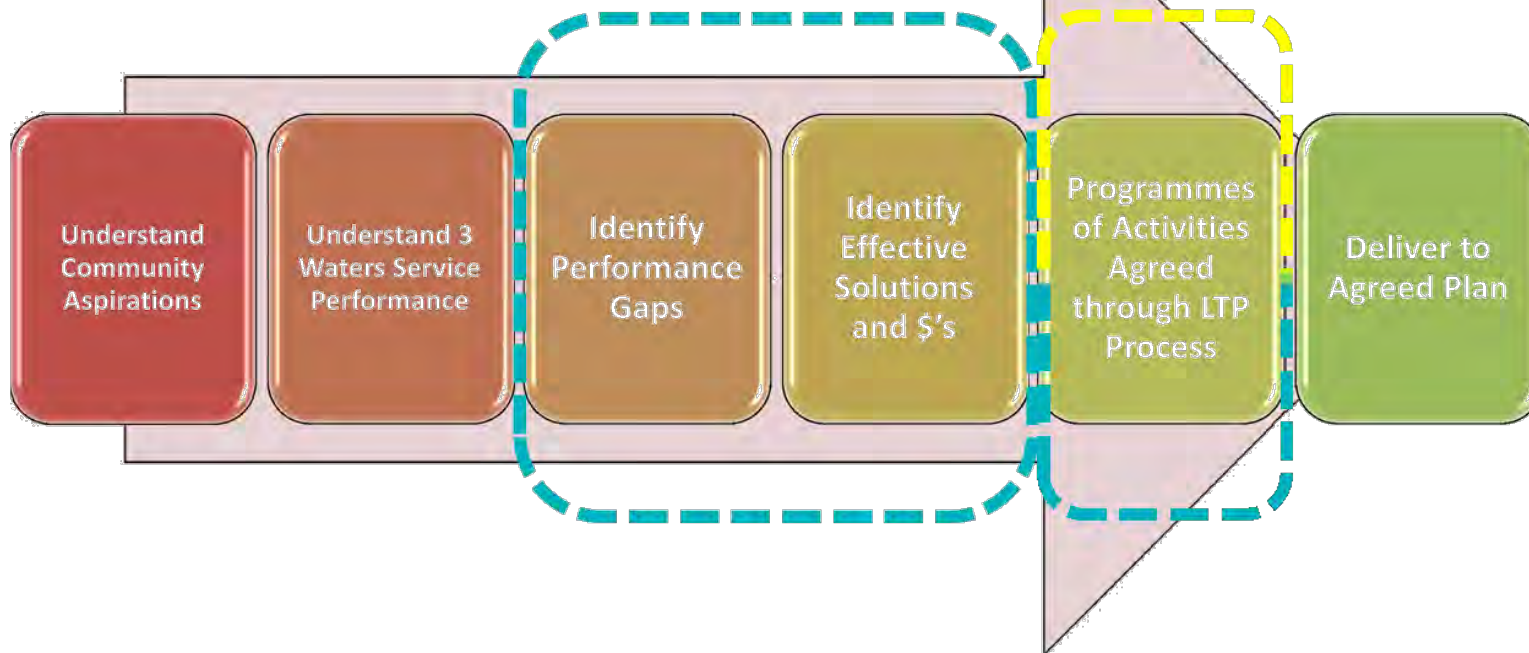 Understand
Community
Aspirations
Understand 3
Waters Service
Performance
Identify
Performance
Gaps
Identify
Effective
Solutions
and $'s
Programmes
of Activities
Agreed
through LTP
Process
Deliver to
Agreed Plan